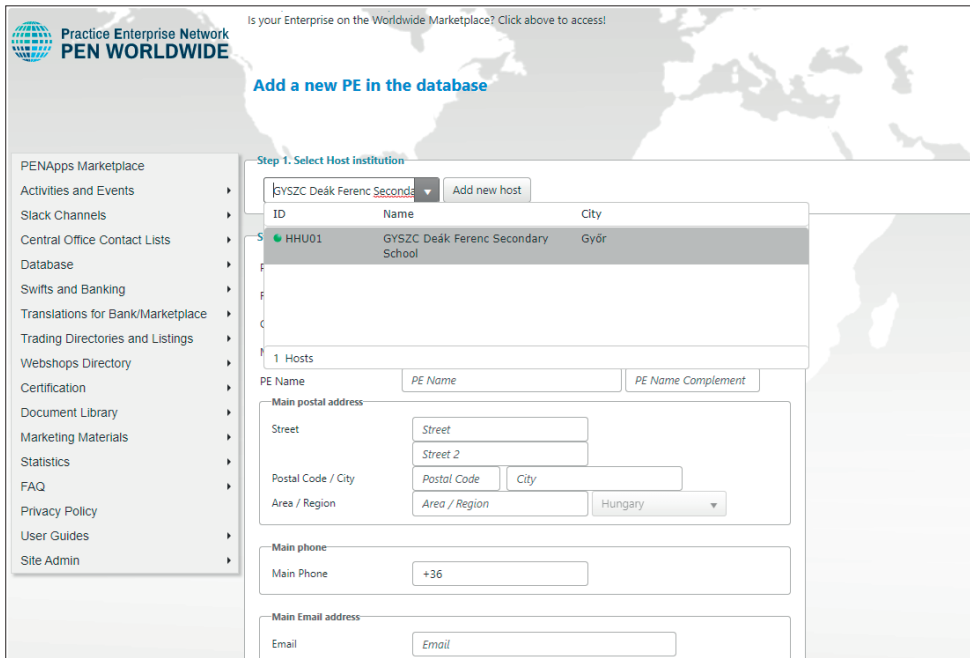 Practice Enterprise Network
PEN WORLDWIDE
Is your Enterprise on the Worldwide Marketplace? Click above to access!
Add a new PE in the database
PENApps Marketplace
Activities and Events
Slack Channels
Central Office Contact Lists
Database
Swifts and Banking
Translations for Bank/Marketplace
Trading Directories and Listings
Webshops Directory
Certification
Document Library
Marketing Materials
Statistics
FAQ
Privacy Policy
User Guides
Site Admin
Step 1. Select Host institution
GYSZC Deák Ferenc Seconda
Add new host
ID Name City
HHU01 GYSZC Deák Ferenc Secondary School Győr
1 Hosts
PE Name PE Name PE Name Complement
Main postal address
Street Street
Street 2
Postal Code / City Postal Code City
Area / Region Area / Region Hungary
Main phone
Main Phone +36
Main Email address
Email Email